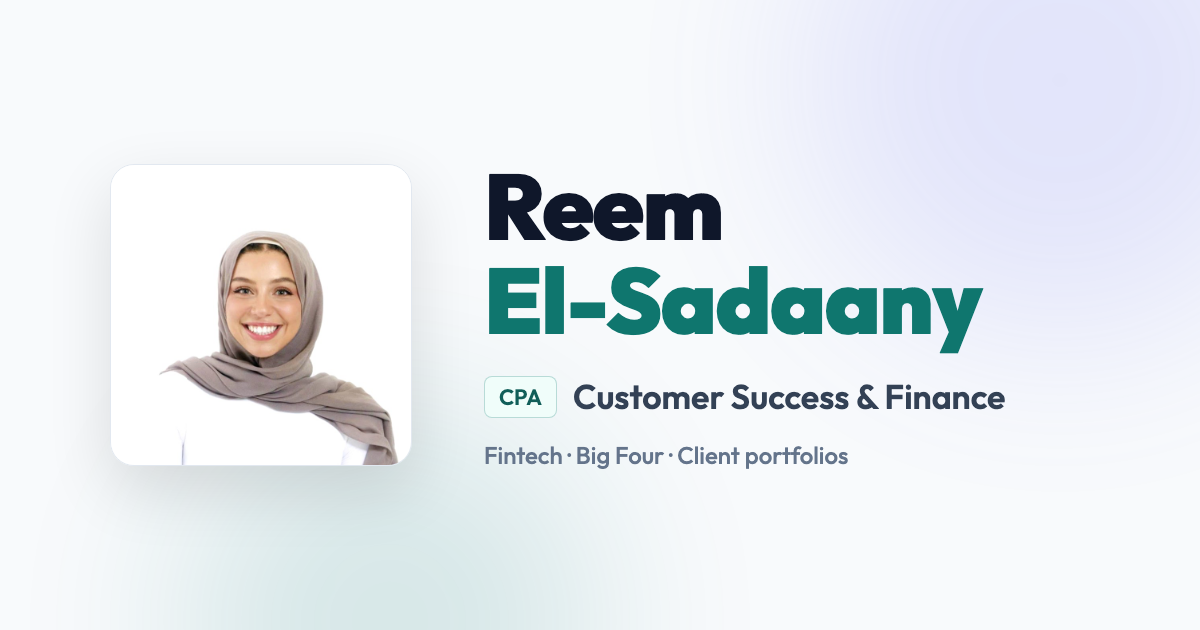 Reem
El-Sadaany
CPA Customer Success & Finance
Fintech · Big Four · Client portfolios